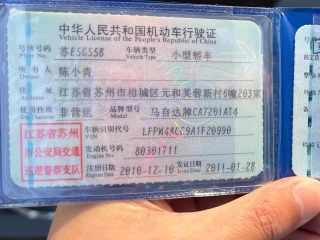 中华人民共和国机动车行驶证
Vehicle License of the People's Republic of China
号牌号码 苏E5G5S8 车辆类型 小型轿车
Plate No. Vehicle Type
所有人 陈小青
Owner
住址 江苏省苏州市相城区元和芙蓉新村6幢203室
Address
使用性质 非营运 品牌型号 马自达牌CA7201AT4
Use Character Model
江苏省苏州
市公安局交通
巡逻警察支队
车辆识别代号 LFPM4ACC9A1F20990
VIN
发动机号码 80301711
Engine No.
注册日期 2010-12-10 发证日期 2011-01-28
Register Date Issue Date